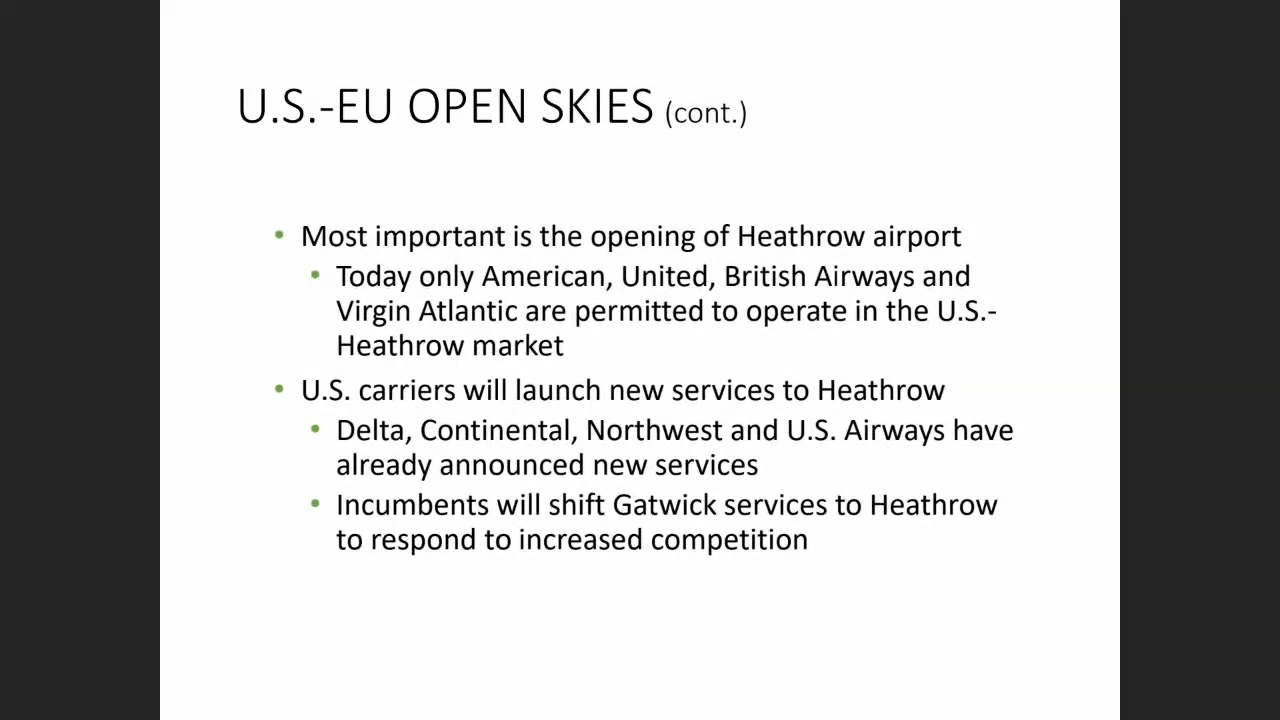 U.S.-EU OPEN SKIES (cont.)
• Most important is the opening of Heathrow airport
• Today only American, United, British Airways and
Virgin Atlantic are permitted to operate in the U.S.-
Heathrow market
• U.S. carriers will launch new services to Heathrow
• Delta, Continental, Northwest and U.S. Airways have
already announced new services
• Incumbents will shift Gatwick services to Heathrow
to respond to increased competition